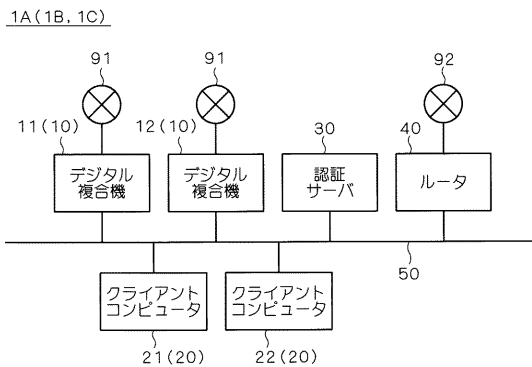 1A(1B, 1C)
91
91
92
11(10)
12(10)
30
40
デジタル
複合機
デジタル
複合機
認証
サーバ
ルータ
50
クライアント
コンピュータ
クライアント
コンピュータ
21(20)
22(20)